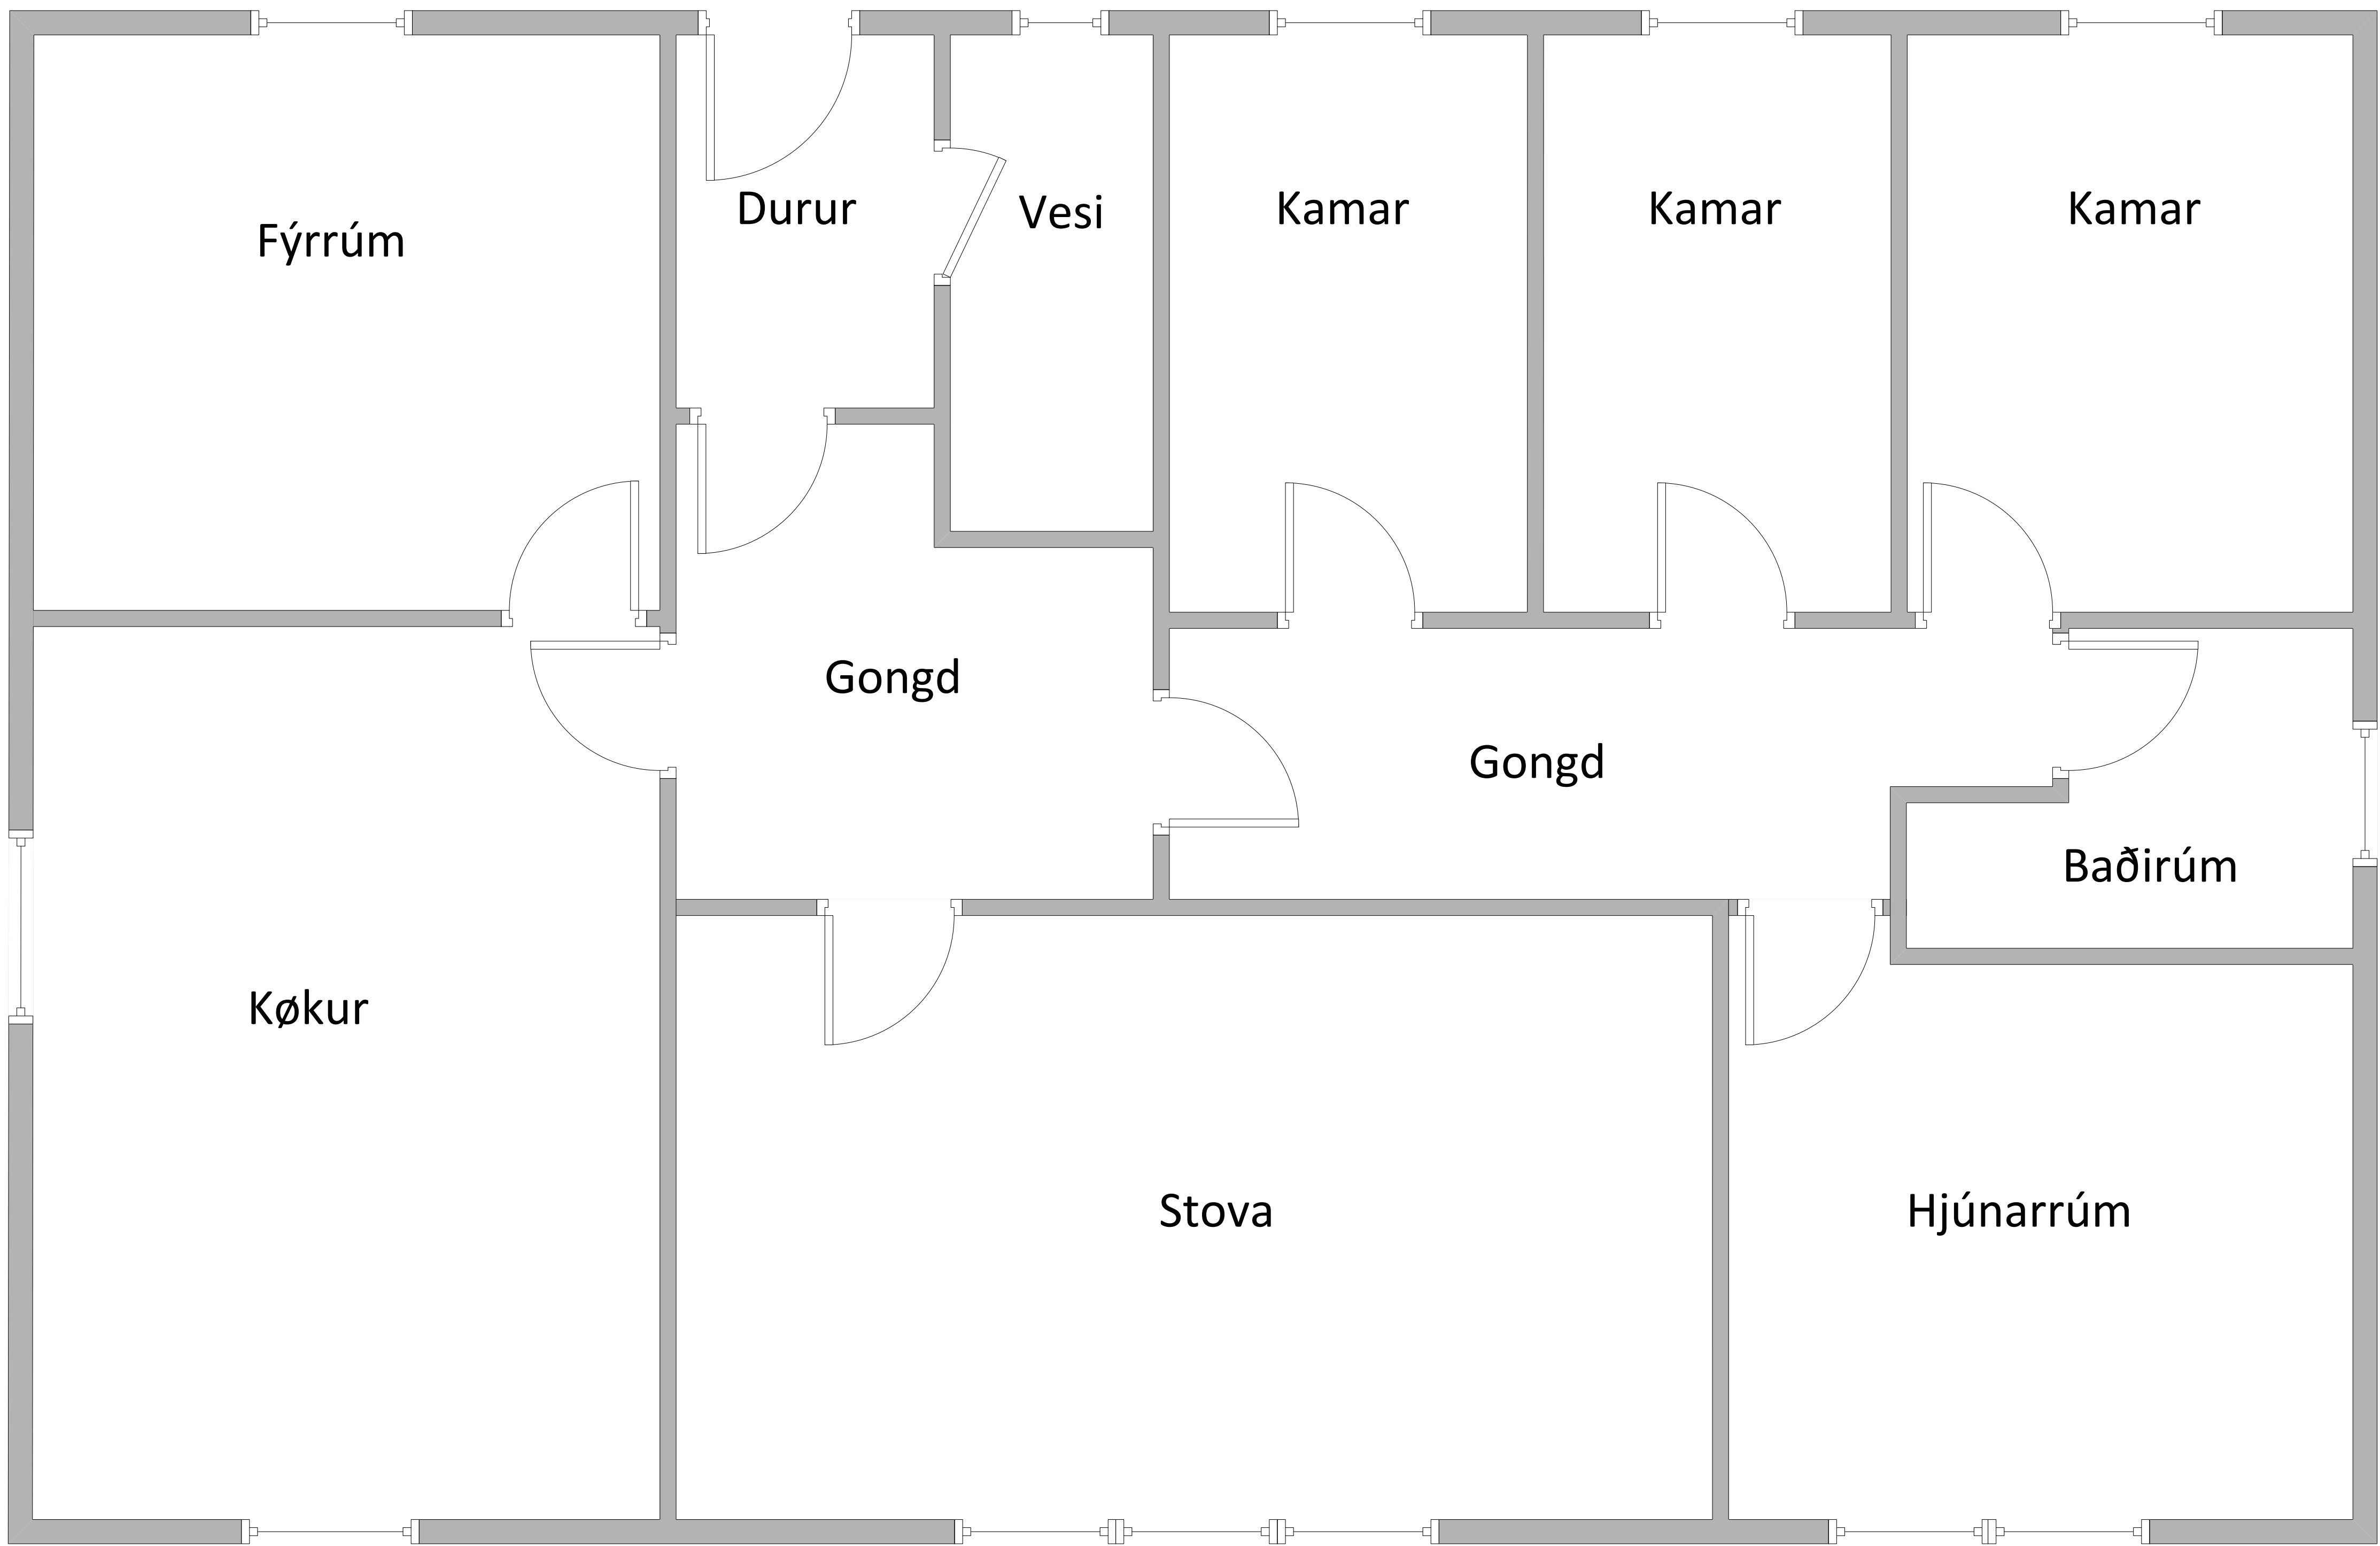 Fýrrúm
Durur
Vesi
Kamar
Kamar
Kamar
Gongd
Gongd
Baðirúm
Køkur
Stova
Hjúnarrúm